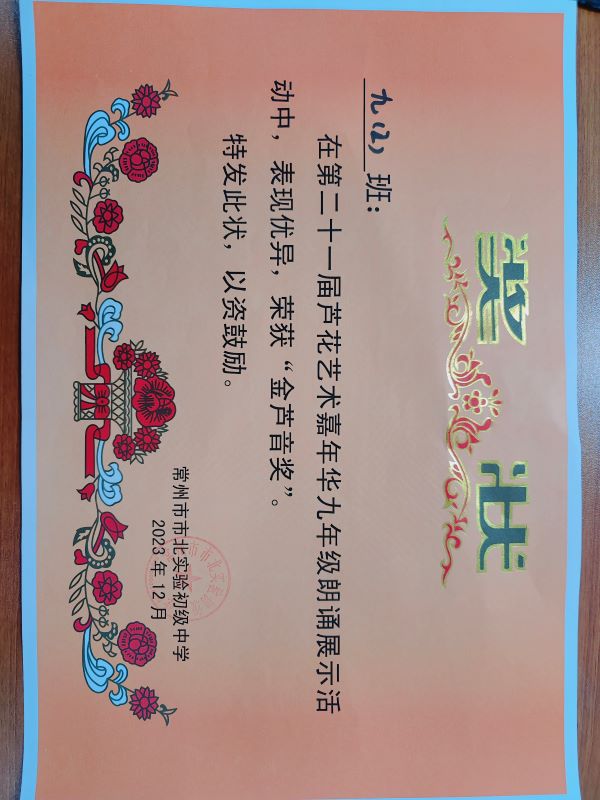 奖状
九(2)班：
在第二十一届芦花艺术嘉年华九年级朗诵展示活
动中，表现优异，荣获“金芦音奖”。
特发此状，以资鼓励。
常州市市北实验初级中学
2023年12月